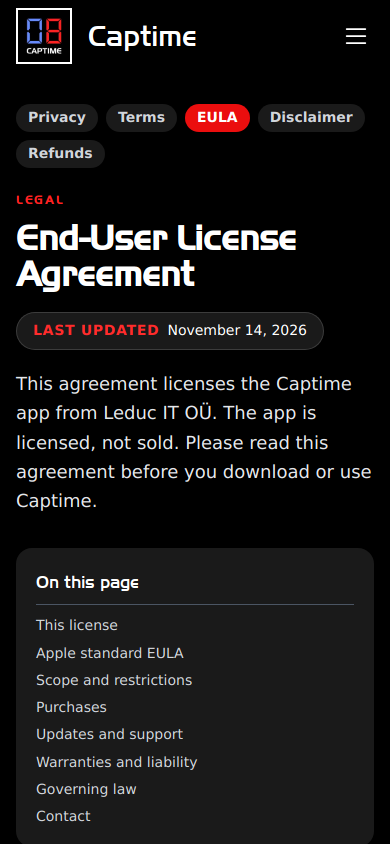 08
CAPTIME
Captime
Privacy
Terms
EULA
Disclaimer
Refunds
LEGAL
End-User License
Agreement
LAST UPDATED November 14, 2026
This agreement licenses the Captime
app from Leduc IT OÜ. The app is
licensed, not sold. Please read this
agreement before you download or use
Captime.
On this page
This license
Apple standard EULA
Scope and restrictions
Purchases
Updates and support
Warranties and liability
Governing law
Contact